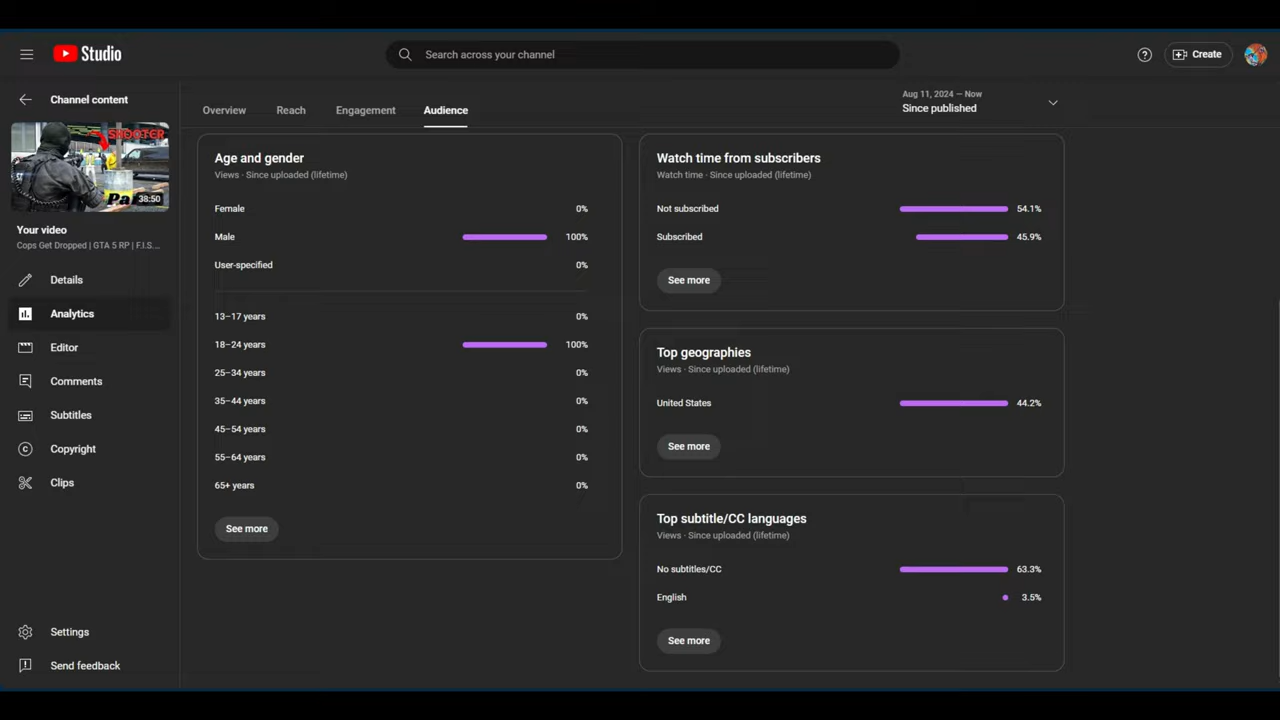 Studio
Search across your channel
Create
Channel content
Overview
Reach
Engagement
Audience
Aug 11, 2024 — Now
Since published
SHOOTER
38:50
Your video
Cops Get Dropped | GTA 5 RP | F.I.S....
Details
Analytics
Editor
Comments
Subtitles
Copyright
Clips
Settings
Send feedback
Age and gender
Views · Since uploaded (lifetime)
Female 0%
Male 100%
User-specified 0%
13–17 years 0%
18–24 years 100%
25–34 years 0%
35–44 years 0%
45–54 years 0%
55–64 years 0%
65+ years 0%
See more
Watch time from subscribers
Watch time · Since uploaded (lifetime)
Not subscribed 54.1%
Subscribed 45.9%
See more
Top geographies
Views · Since uploaded (lifetime)
United States 44.2%
See more
Top subtitle/CC languages
Views · Since uploaded (lifetime)
No subtitles/CC 63.3%
English 3.5%
See more